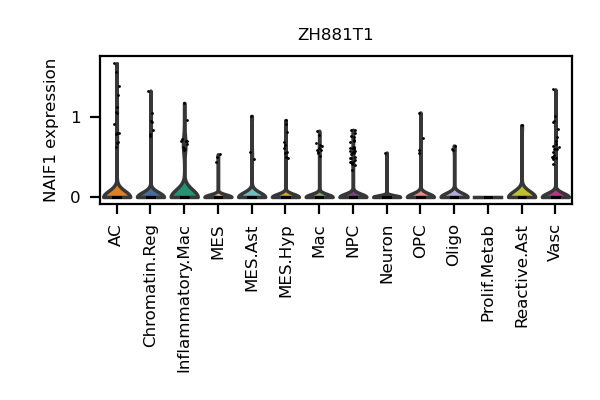 ZH881T1
NAIF1 expression
1
0
AC
Chromatin.Reg
Inflammatory.Mac
MES
MES.Ast
MES.Hyp
Mac
NPC
Neuron
OPC
Oligo
Prolif.Metab
Reactive.Ast
Vasc